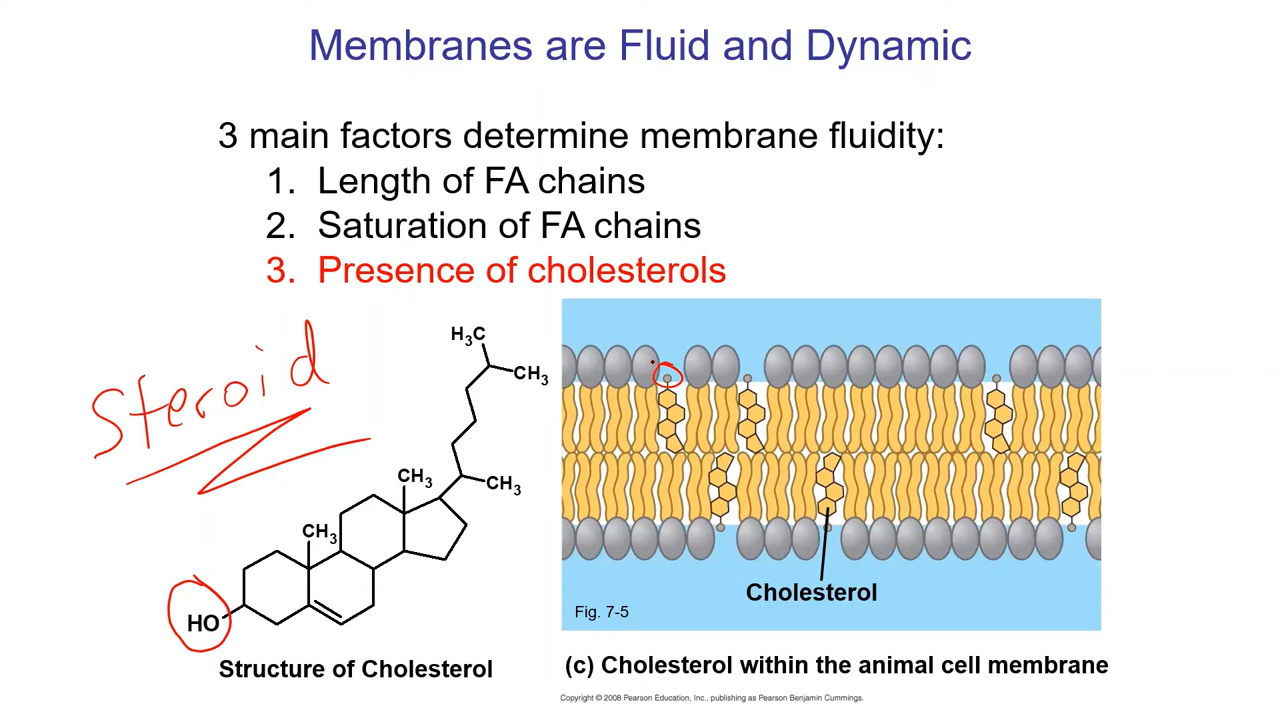 Membranes are Fluid and Dynamic
3 main factors determine membrane fluidity:
1. Length of FA chains
2. Saturation of FA chains
3. Presence of cholesterols
Steroid
H₃C
CH₃
CH₃
CH₃
CH₃
HO
Structure of Cholesterol
Cholesterol
Fig. 7-5
(c) Cholesterol within the animal cell membrane
Copyright © 2008 Pearson Education, Inc., publishing as Pearson Benjamin Cummings.